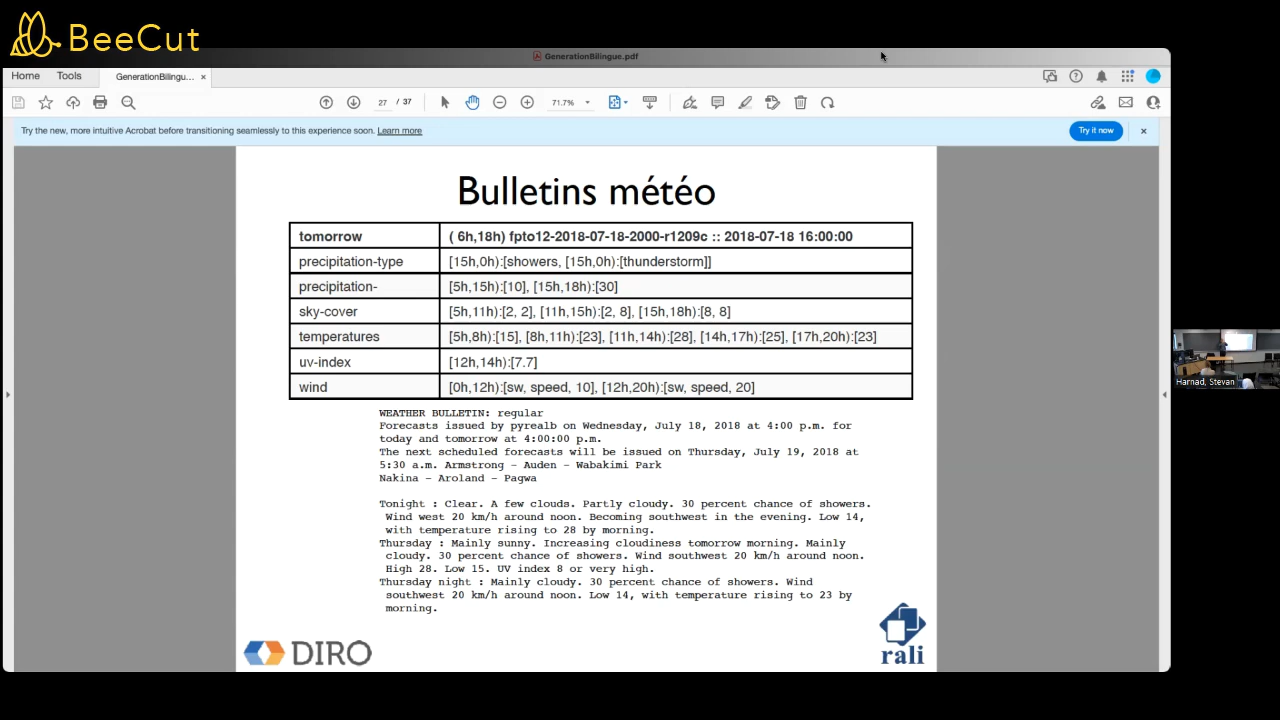 BeeCut
GenerationBilingue.pdf
Home Tools GenerationBilingu... ×
27 / 37 71.7%
Try the new, more intuitive Acrobat before transitioning seamlessly to this experience soon. Learn more Try it now ×
Bulletins météo
tomorrow ( 6h,18h) fpto12-2018-07-18-2000-r1209c :: 2018-07-18 16:00:00
precipitation-type [15h,0h):[showers, [15h,0h):[thunderstorm]]
precipitation- [5h,15h):[10], [15h,18h):[30]
sky-cover [5h,11h):[2, 2], [11h,15h):[2, 8], [15h,18h):[8, 8]
temperatures [5h,8h):[15], [8h,11h):[23], [11h,14h):[28], [14h,17h):[25], [17h,20h):[23]
uv-index [12h,14h):[7.7]
wind [0h,12h):[sw, speed, 10], [12h,20h):[sw, speed, 20]
Harnad, Stevan
WEATHER BULLETIN: regular
Forecasts issued by pyrealb on Wednesday, July 18, 2018 at 4:00 p.m. for
today and tomorrow at 4:00:00 p.m.
The next scheduled forecasts will be issued on Thursday, July 19, 2018 at
5:30 a.m. Armstrong - Auden - Wabakimi Park
Nakina - Aroland - Pagwa
Tonight : Clear. A few clouds. Partly cloudy. 30 percent chance of showers.
Wind west 20 km/h around noon. Becoming southwest in the evening. Low 14,
with temperature rising to 28 by morning.
Thursday : Mainly sunny. Increasing cloudiness tomorrow morning. Mainly
cloudy. 30 percent chance of showers. Wind southwest 20 km/h around noon.
High 28. Low 15. UV index 8 or very high.
Thursday night : Mainly cloudy. 30 percent chance of showers. Wind
southwest 20 km/h around noon. Low 14, with temperature rising to 23 by
morning.
DIRO
rali